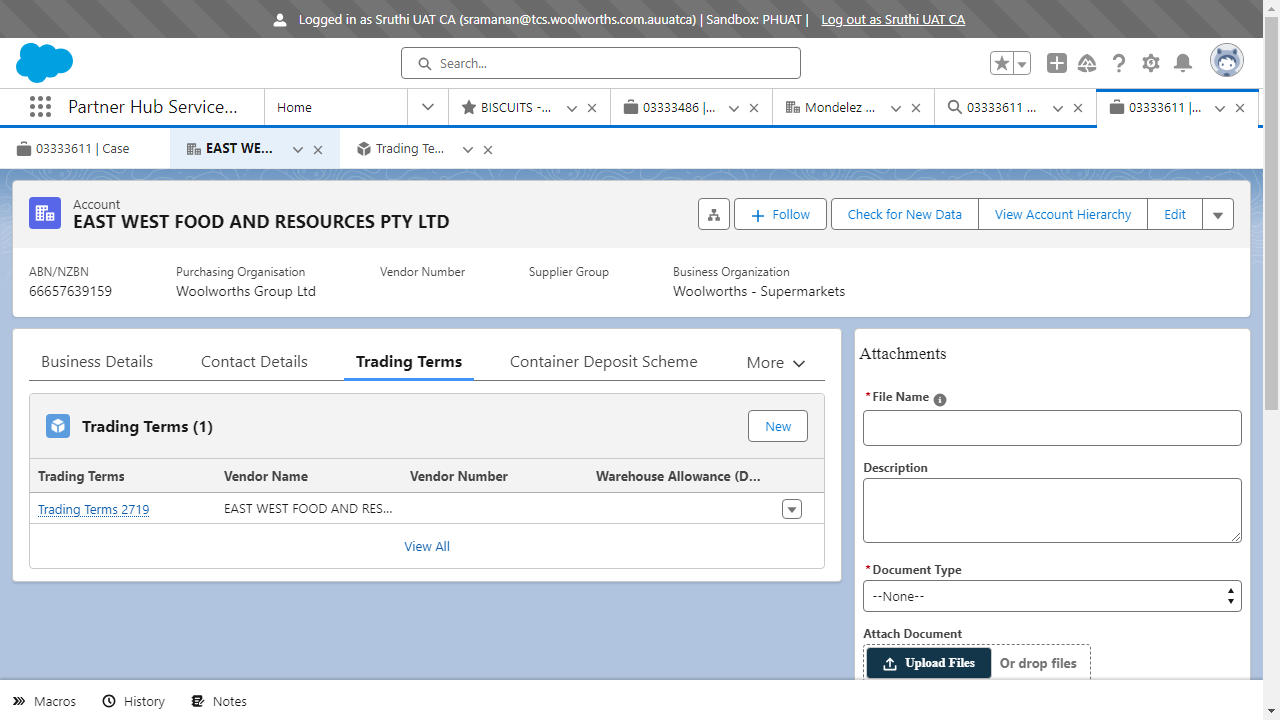 Logged in as Sruthi UAT CA (sramanan@tcs.woolworths.com.auuatca) | Sandbox: PHUAT | Log out as Sruthi UAT CA
Search...
Partner Hub Service...
Home
BISCUITS -...
03333486 |...
Mondelez ...
03333611 ...
03333611 |...
03333611 | Case
EAST WE...
Trading Te...
Account
EAST WEST FOOD AND RESOURCES PTY LTD
Follow
Check for New Data
View Account Hierarchy
Edit
ABN/NZBN
66657639159
Purchasing Organisation
Woolworths Group Ltd
Vendor Number
Supplier Group
Business Organization
Woolworths - Supermarkets
Business Details
Contact Details
Trading Terms
Container Deposit Scheme
More
Trading Terms (1)
New
Trading Terms
Vendor Name
Vendor Number
Warehouse Allowance (D...
Trading Terms 2719
EAST WEST FOOD AND RES...
View All
Attachments
*File Name
Description
*Document Type
--None--
Attach Document
Upload Files
Or drop files
Macros
History
Notes